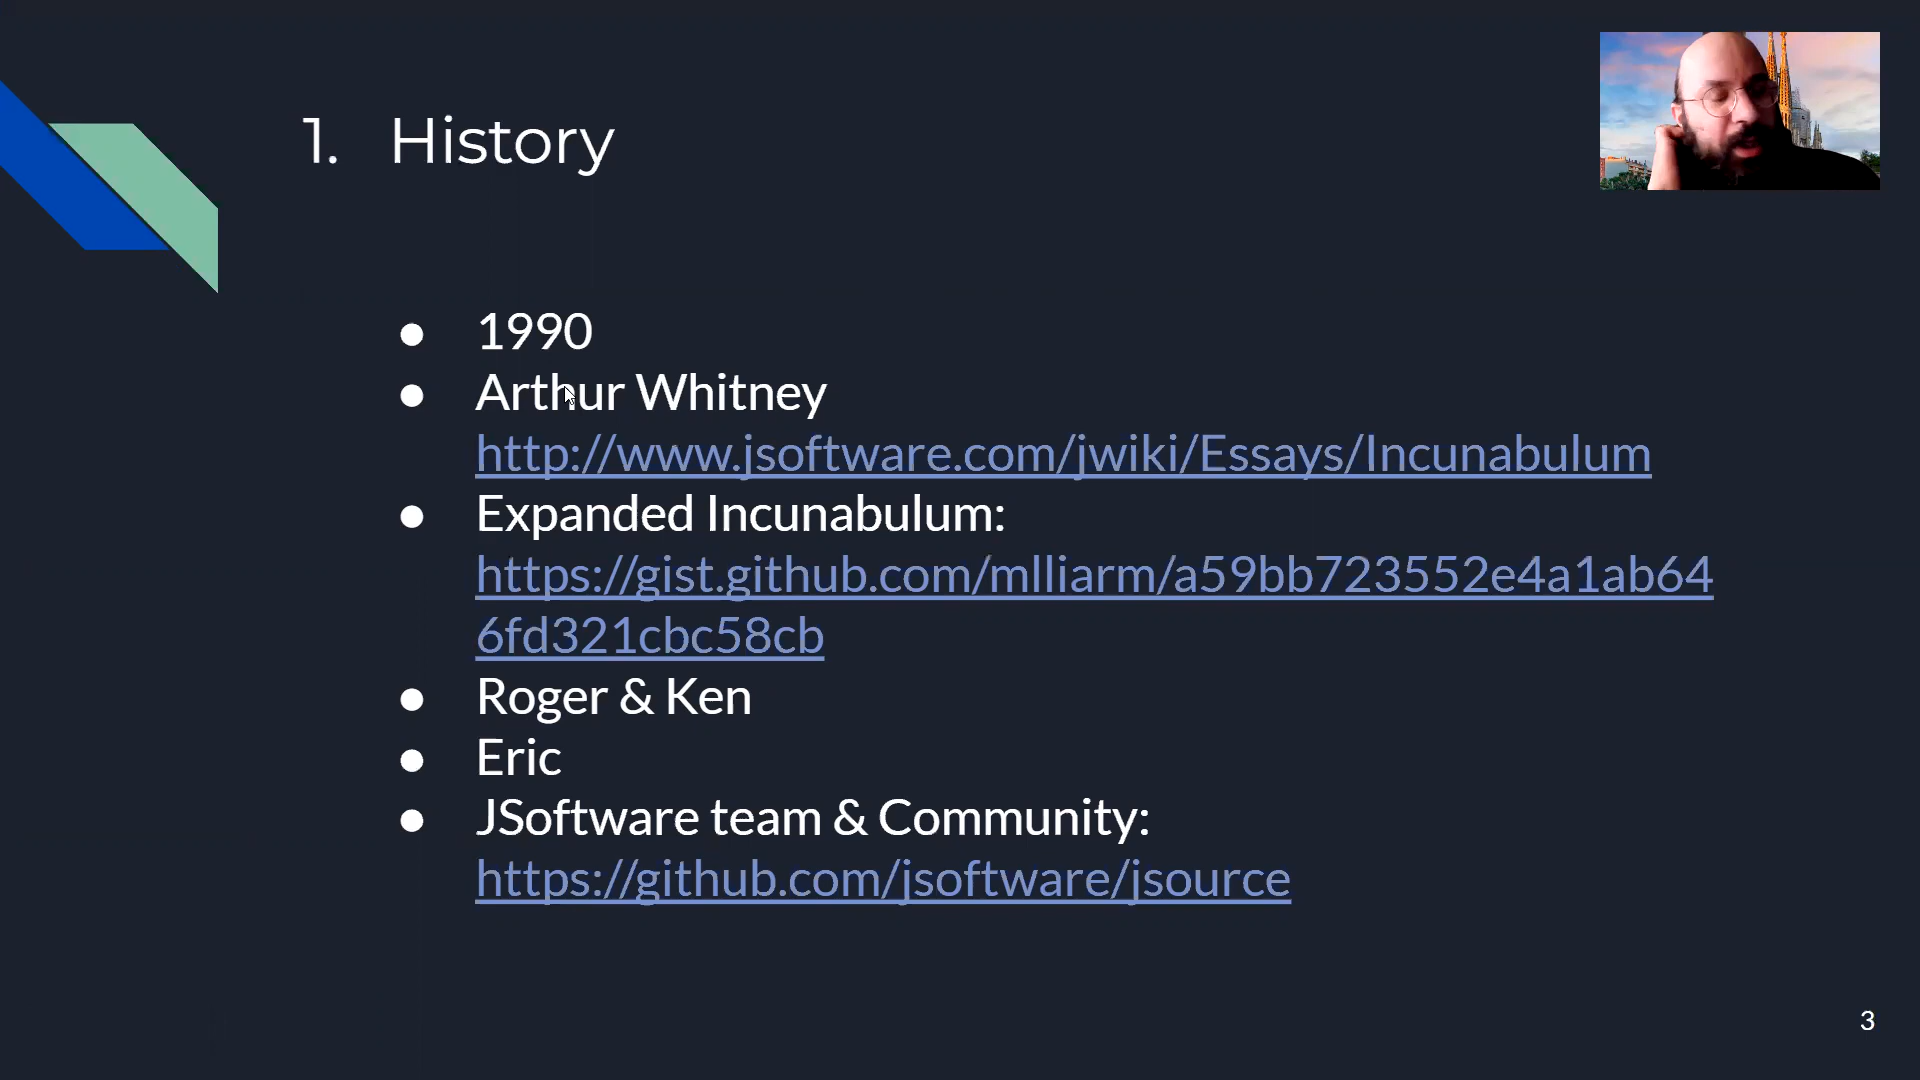 1. History
● 1990
● Arthur Whitney
http://www.jsoftware.com/jwiki/Essays/Incunabulum
● Expanded Incunabulum:
https://gist.github.com/mlliarm/a59bb723552e4a1ab64
6fd321cbc58cb
● Roger & Ken
● Eric
● JSoftware team & Community:
https://github.com/jsoftware/jsource
3